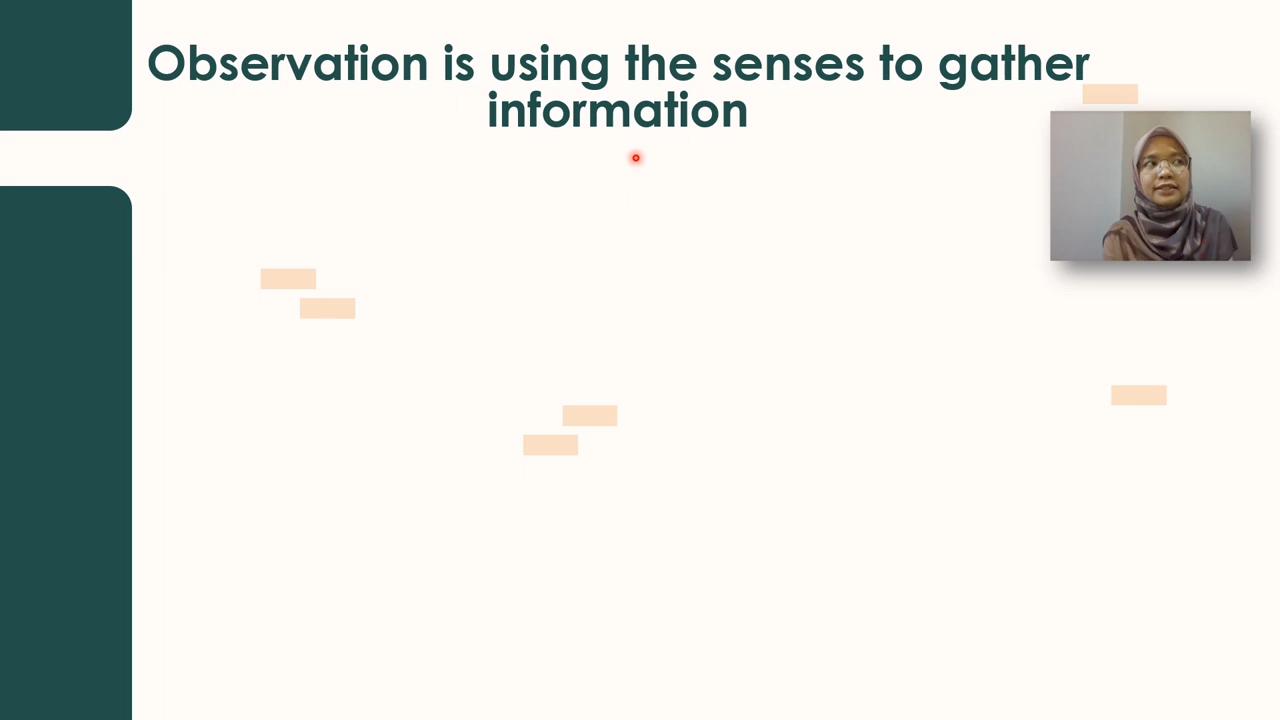 Observation is using the senses to gather
information